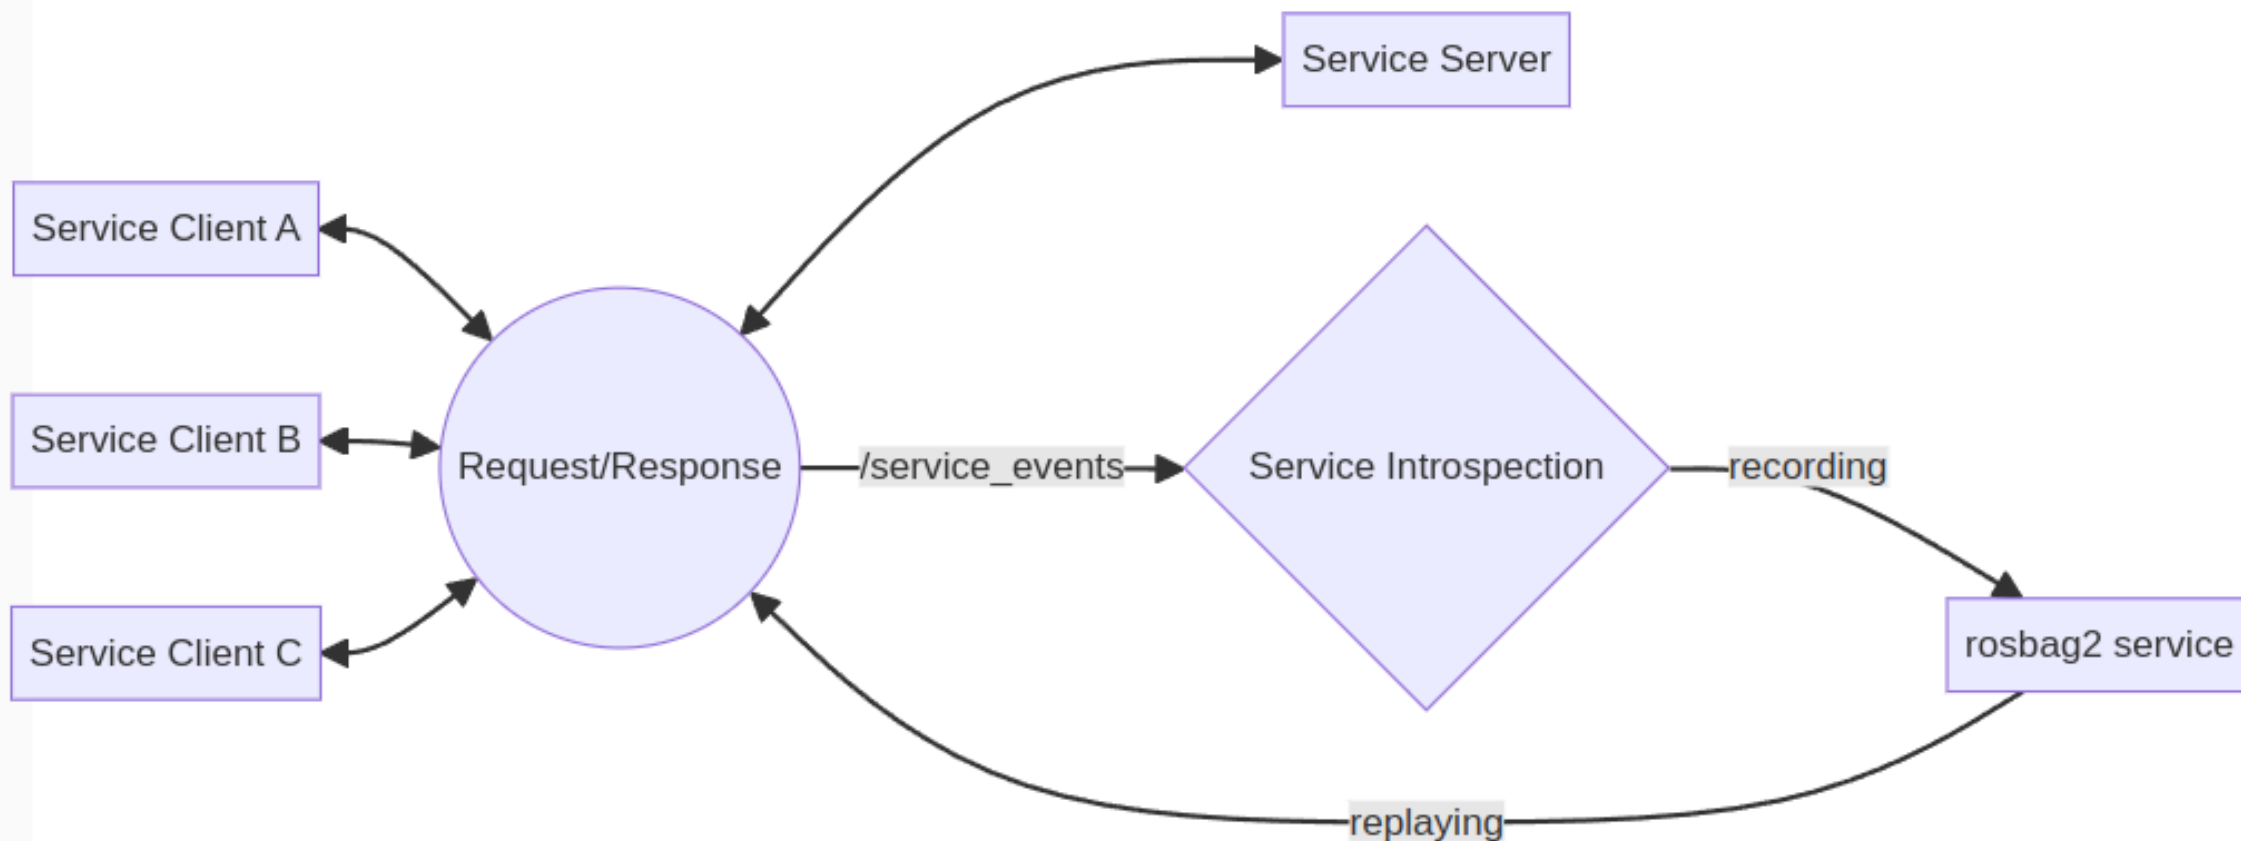 Service Server
Service Client A
Service Client B
Request/Response
/service_events
Service Introspection
recording
Service Client C
rosbag2 service
replaying